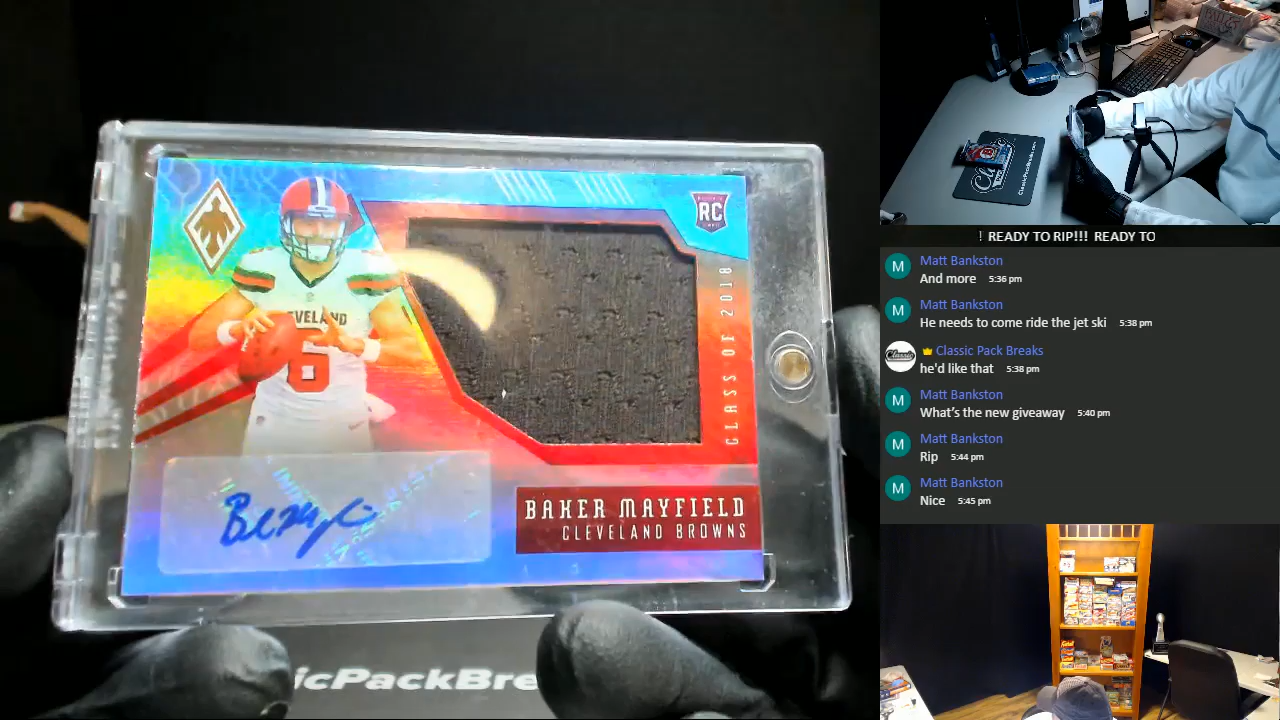 RC
CLASS OF 2018
CLEVELAND
6
BAKER MAYFIELD
CLEVELAND BROWNS
icPackBre
! READY TO RIP!!! READY TO
M Matt Bankston
And more 5:36 pm
M Matt Bankston
He needs to come ride the jet ski 5:38 pm
Classic Classic Pack Breaks
he'd like that 5:38 pm
M Matt Bankston
What's the new giveaway 5:40 pm
M Matt Bankston
Rip 5:44 pm
M Matt Bankston
Nice 5:45 pm